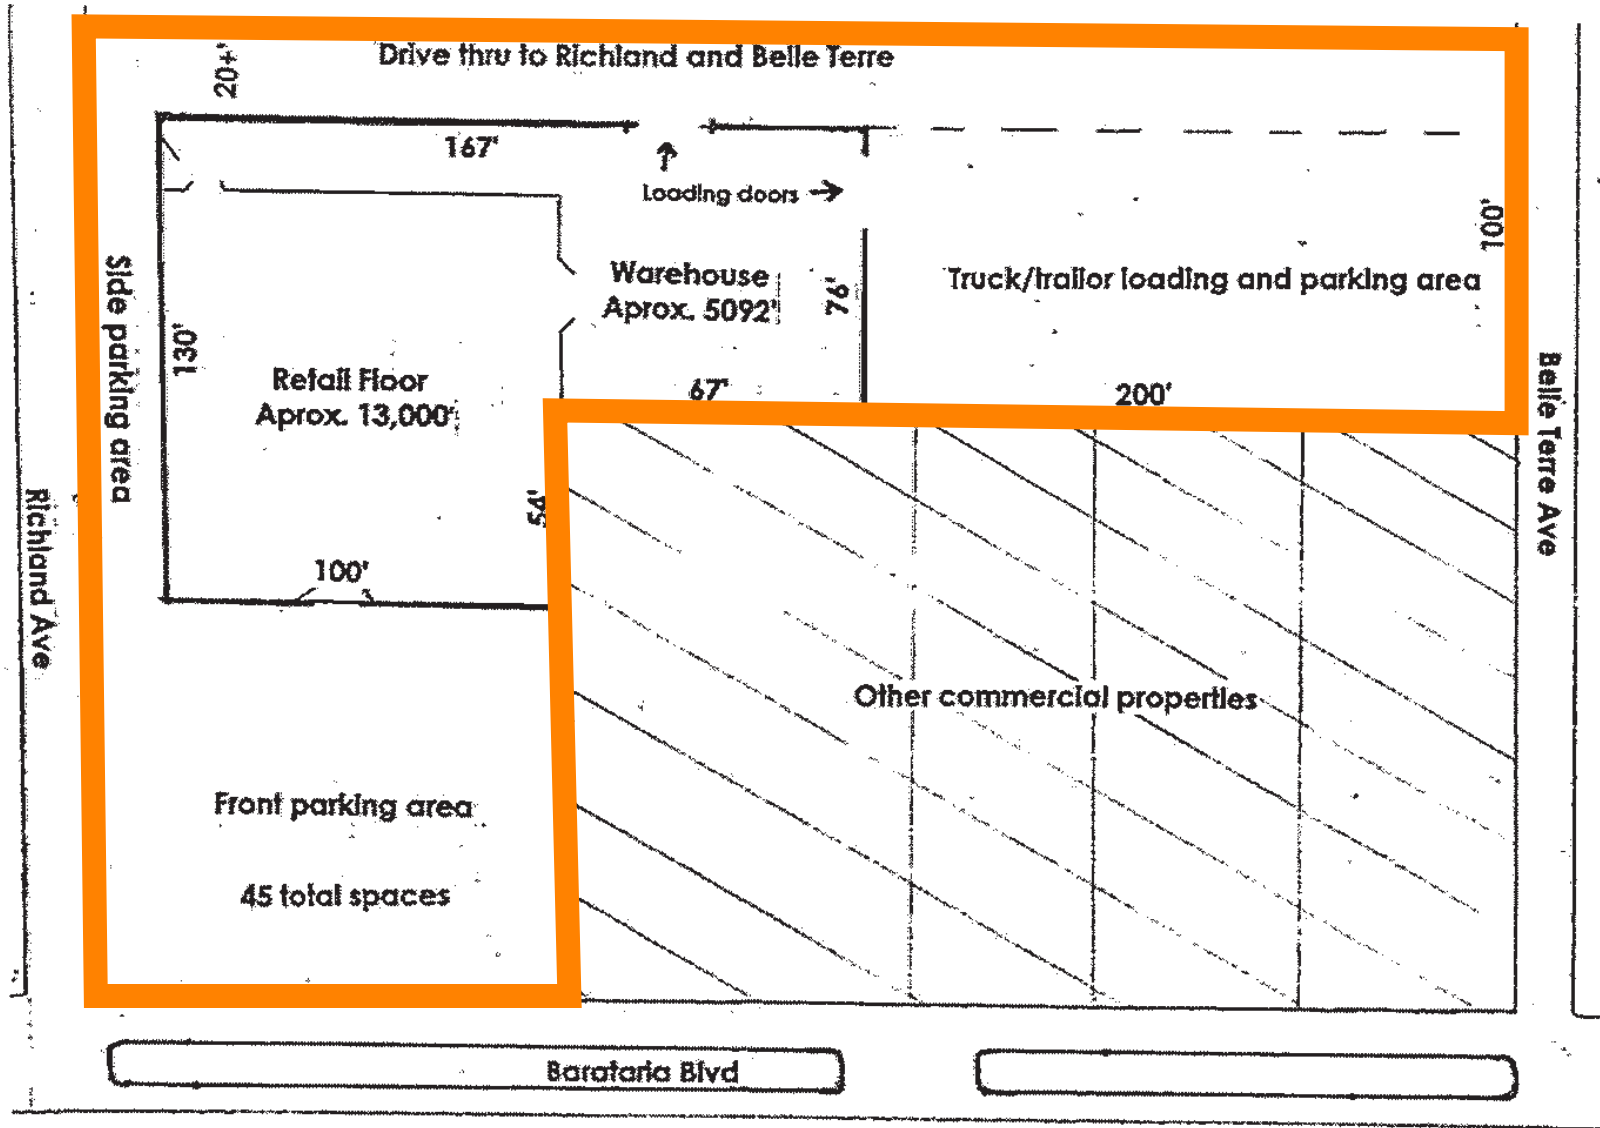 Drive thru to Richland and Belle Terre
20+'
167'
Loading doors
100'
Side parking area
130'
Warehouse
Aprox. 5092'
76'
Truck/trailor loading and parking area
Retail Floor
Aprox. 13,000'
67'
200'
Belle Terre Ave
Richland Ave
54'
100'
Other commercial properties
Front parking area
45 total spaces
Barataria Blvd